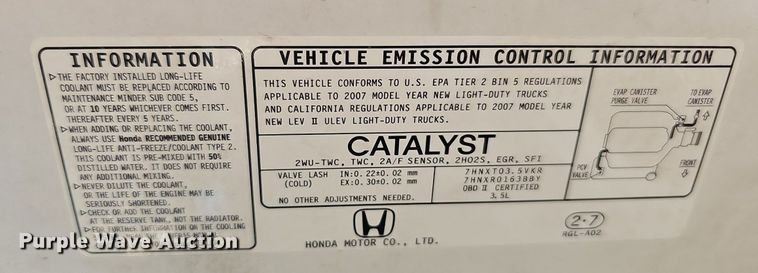 INFORMATION
▷THE FACTORY INSTALLED LONG-LIFE
COOLANT MUST BE REPLACED ACCORDING TO
MAINTENANCE MINDER SUB CODE 5,
OR AT 10 YEARS WHICHEVER COMES FIRST.
THEREAFTER EVERY 5 YEARS.
▷WHEN ADDING OR REPLACING THE COOLANT,
ALWAYS USE Honda RECOMMENDED GENUINE
LONG-LIFE ANTI-FREEZE/COOLANT TYPE 2.
THIS COOLANT IS PRE-MIXED WITH 50%
DISTILLED WATER. IT DOES NOT REQUIRE
ANY ADDITIONAL MIXING.
▷NEVER DILUTE THE COOLANT,
OR THE LIFE OF THE ENGINE MAY BE
SERIOUSLY SHORTENED.
▷CHECK OR ADD THE COOLANT
AT THE RESERVE TANK, NOT THE RADIATOR.
▷FOR FURTHER INFORMATION ON THE COOLING
VEHICLE EMISSION CONTROL INFORMATION
THIS VEHICLE CONFORMS TO U.S. EPA TIER 2 BIN 5 REGULATIONS
APPLICABLE TO 2007 MODEL YEAR NEW LIGHT-DUTY TRUCKS
AND CALIFORNIA REGULATIONS APPLICABLE TO 2007 MODEL YEAR
NEW LEV II ULEV LIGHT-DUTY TRUCKS.
CATALYST
2WU-TWC, TWC, 2A/F SENSOR, 2HO2S, EGR, SFI
VALVE LASH IN:0.22±0.02 mm
(COLD) EX:0.30±0.02 mm
NO OTHER ADJUSTMENTS NEEDED.
7HNXT03.5VKR
7HNXR0163BBY
OBD II CERTIFIED
3.5L
HONDA MOTOR CO., LTD.
EVAP CANISTER
PURGE VALVE
TO EVAP
CANISTER
PCV
VALVE
FRONT
2-7
RGL-A02
Purple Wave Auction